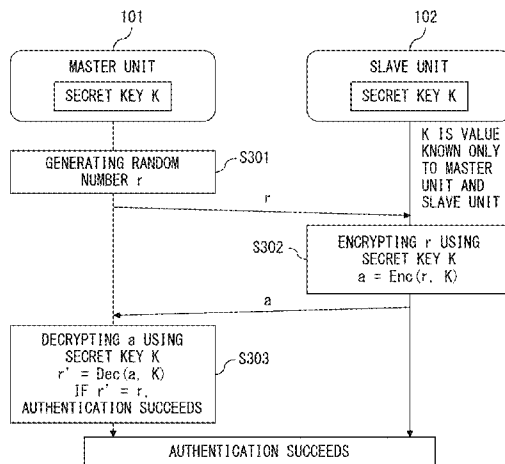 101
102
MASTER UNIT
SECRET KEY K
SLAVE UNIT
SECRET KEY K
K IS VALUE
KNOWN ONLY
TO MASTER
UNIT AND
SLAVE UNIT
GENERATING RANDOM
NUMBER r
S301
r
S302
ENCRYPTING r USING
SECRET KEY K
a = Enc(r, K)
a
DECRYPTING a USING
SECRET KEY K
r' = Dec(a, K)
IF r' = r,
AUTHENTICATION SUCCEEDS
S303
AUTHENTICATION SUCCEEDS